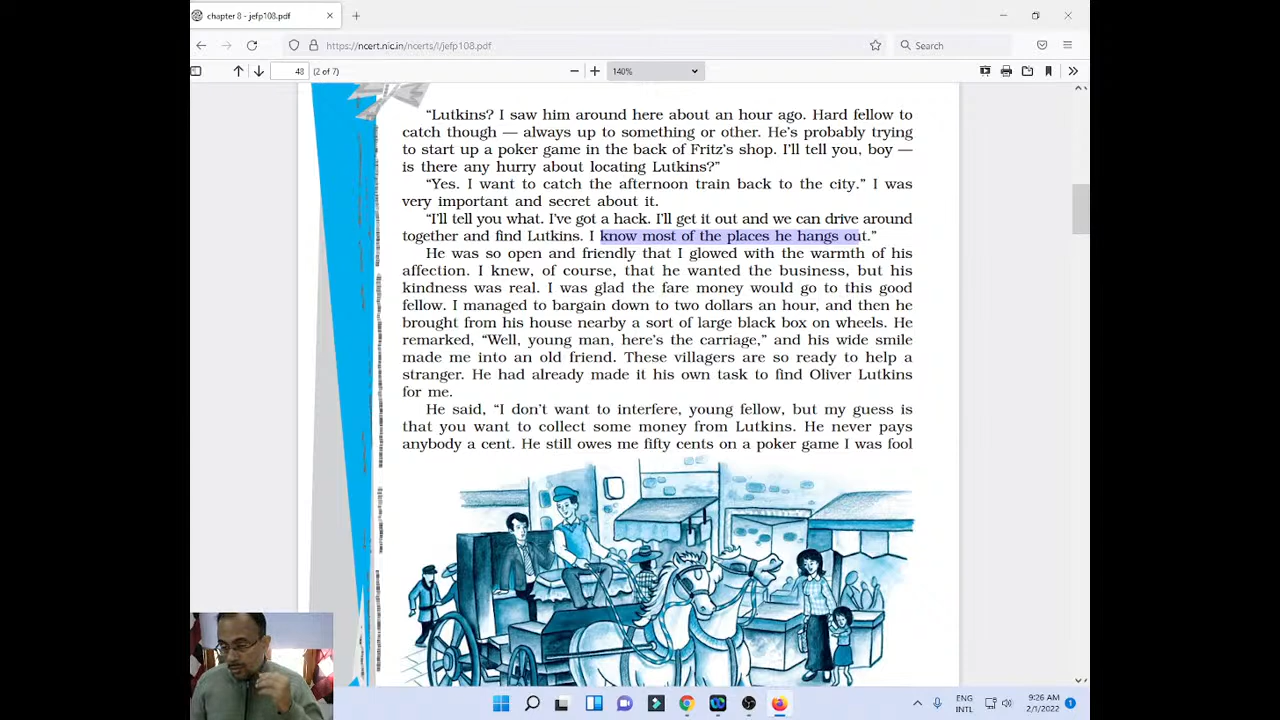 chapter 8 - jefp108.pdf
https://ncert.nic.in/ncerts/l/jefp108.pdf
Search
48
(2 of 7)
140%
“Lutkins? I saw him around here about an hour ago. Hard fellow to
catch though — always up to something or other. He’s probably trying
to start up a poker game in the back of Fritz’s shop. I’ll tell you, boy —
is there any hurry about locating Lutkins?”
“Yes. I want to catch the afternoon train back to the city.” I was
very important and secret about it.
“I’ll tell you what. I’ve got a hack. I’ll get it out and we can drive around
together and find Lutkins. I know most of the places he hangs out.”
He was so open and friendly that I glowed with the warmth of his
affection. I knew, of course, that he wanted the business, but his
kindness was real. I was glad the fare money would go to this good
fellow. I managed to bargain down to two dollars an hour, and then he
brought from his house nearby a sort of large black box on wheels. He
remarked, “Well, young man, here’s the carriage,” and his wide smile
made me into an old friend. These villagers are so ready to help a
stranger. He had already made it his own task to find Oliver Lutkins
for me.
He said, “I don’t want to interfere, young fellow, but my guess is
that you want to collect some money from Lutkins. He never pays
anybody a cent. He still owes me fifty cents on a poker game I was fool
ENG
INTL
9:26 AM
2/1/2022
1